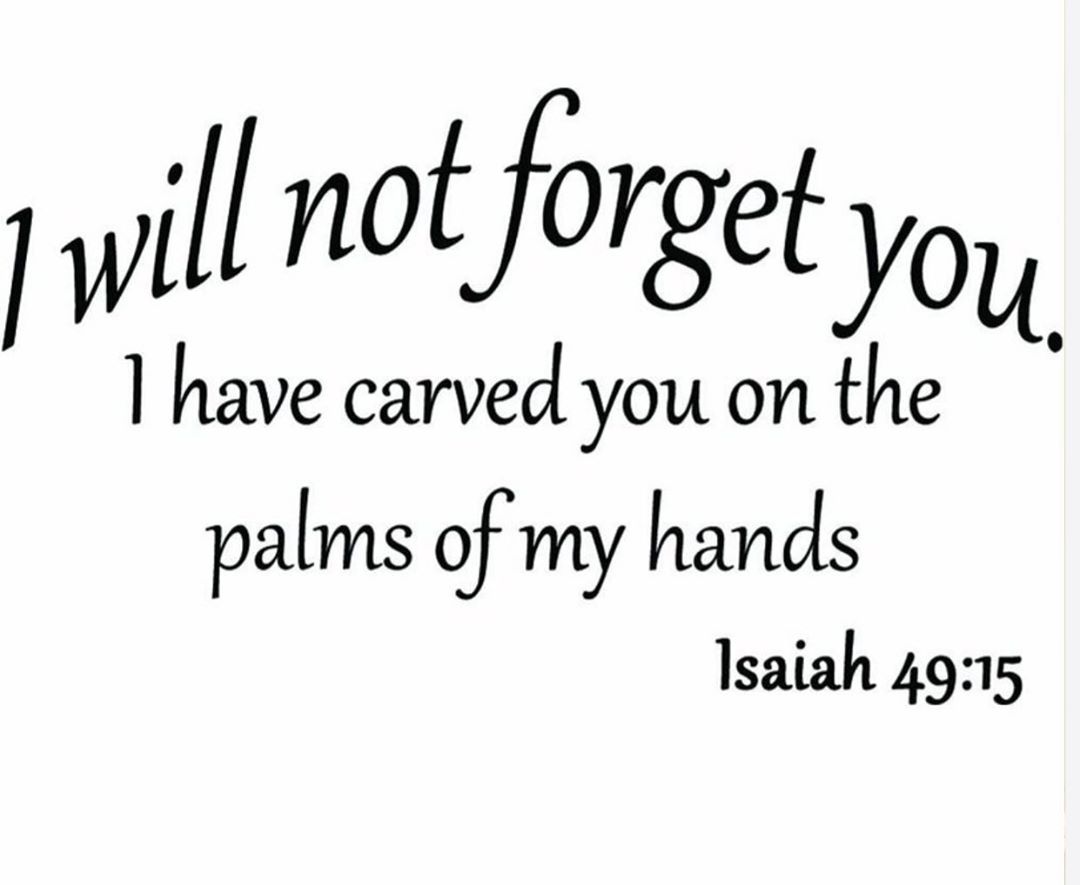 I will not forget you.
I have carved you on the
palms of my hands
Isaiah 49:15